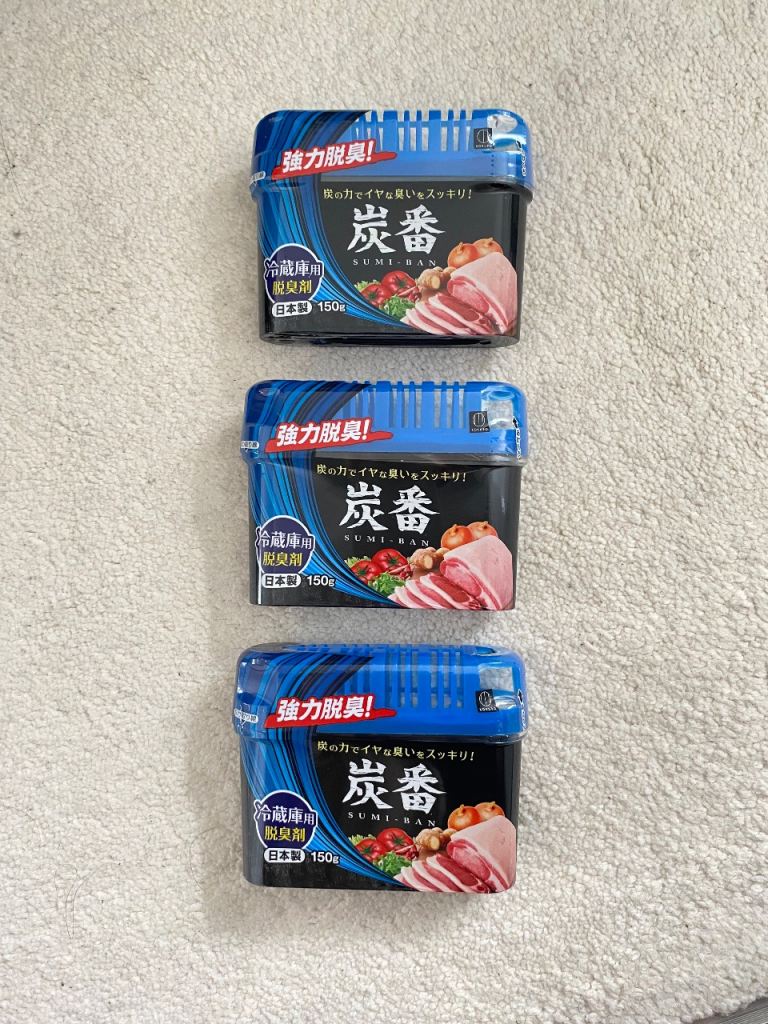 強力脱臭!
炭の力でイヤな臭いをスッキリ!
炭番
SUMI-BAN
冷蔵庫用
脱臭剤
日本製 150g
強力脱臭!
炭の力でイヤな臭いをスッキリ!
炭番
SUMI-BAN
冷蔵庫用
脱臭剤
日本製 150g
強力脱臭!
炭の力でイヤな臭いをスッキリ!
炭番
SUMI-BAN
冷蔵庫用
脱臭剤
日本製 150g